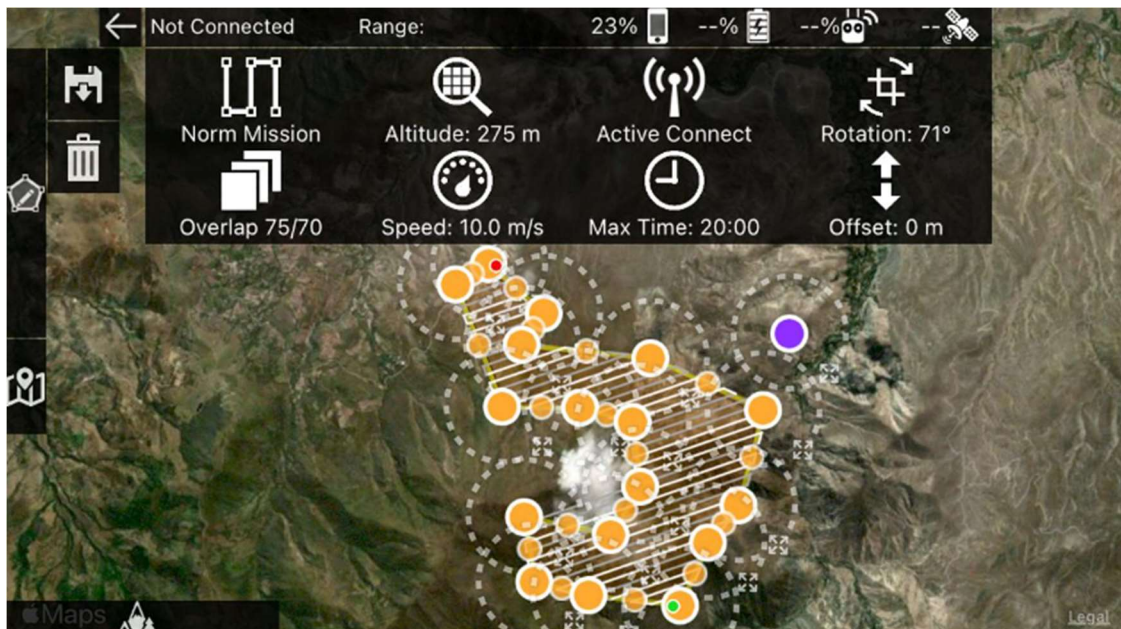 Not Connected Range: 23% --% --% --
Norm Mission Altitude: 275 m Active Connect Rotation: 71°
Overlap 75/70 Speed: 10.0 m/s Max Time: 20:00 Offset: 0 m
Maps Legal